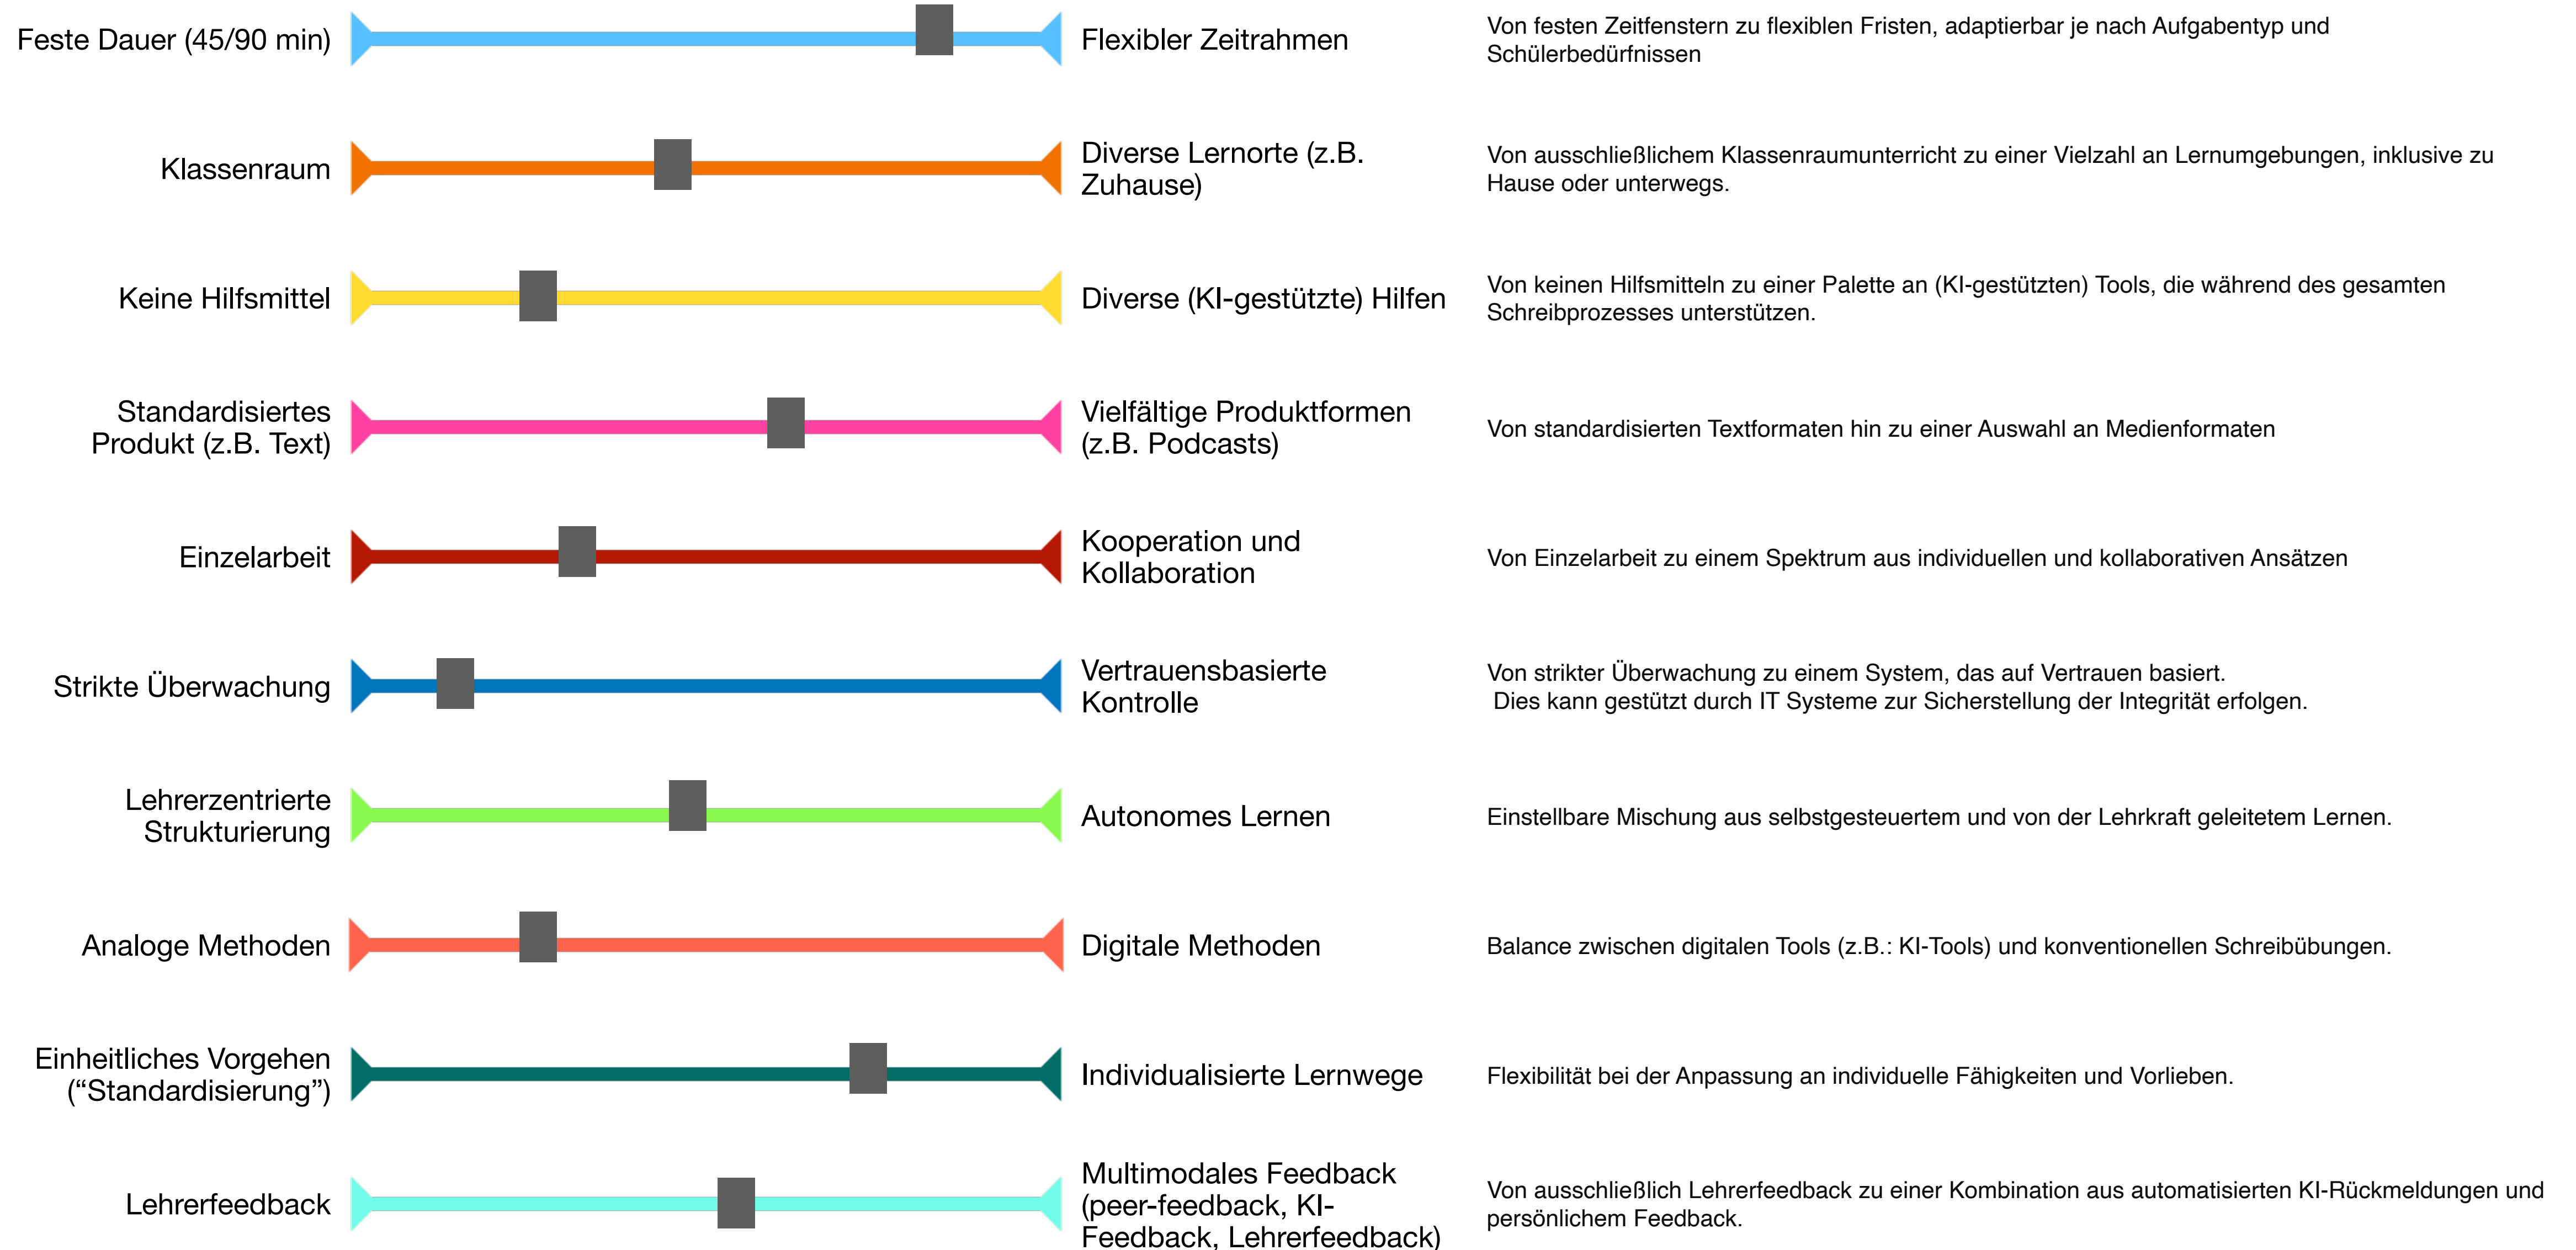 Feste Dauer (45/90 min)
Flexibler Zeitrahmen
Von festen Zeitfenstern zu flexiblen Fristen, adaptierbar je nach Aufgabentyp und
Schülerbedürfnissen
Klassenraum
Diverse Lernorte (z.B.
Zuhause)
Von ausschließlichem Klassenraumunterricht zu einer Vielzahl an Lernumgebungen, inklusive zu
Hause oder unterwegs.
Keine Hilfsmittel
Diverse (KI-gestützte) Hilfen
Von keinen Hilfsmitteln zu einer Palette an (KI-gestützten) Tools, die während des gesamten
Schreibprozesses unterstützen.
Standardisiertes
Produkt (z.B. Text)
Vielfältige Produktformen
(z.B. Podcasts)
Von standardisierten Textformaten hin zu einer Auswahl an Medienformaten
Einzelarbeit
Kooperation und
Kollaboration
Von Einzelarbeit zu einem Spektrum aus individuellen und kollaborativen Ansätzen
Strikte Überwachung
Vertrauensbasierte
Kontrolle
Von strikter Überwachung zu einem System, das auf Vertrauen basiert.
Dies kann gestützt durch IT Systeme zur Sicherstellung der Integrität erfolgen.
Lehrerzentrierte
Strukturierung
Autonomes Lernen
Einstellbare Mischung aus selbstgesteuertem und von der Lehrkraft geleitetem Lernen.
Analoge Methoden
Digitale Methoden
Balance zwischen digitalen Tools (z.B.: KI-Tools) und konventionellen Schreibübungen.
Einheitliches Vorgehen
(“Standardisierung”)
Individualisierte Lernwege
Flexibilität bei der Anpassung an individuelle Fähigkeiten und Vorlieben.
Lehrerfeedback
Multimodales Feedback
(peer-feedback, KI-
Feedback, Lehrerfeedback)
Von ausschließlich Lehrerfeedback zu einer Kombination aus automatisierten KI-Rückmeldungen und
persönlichem Feedback.